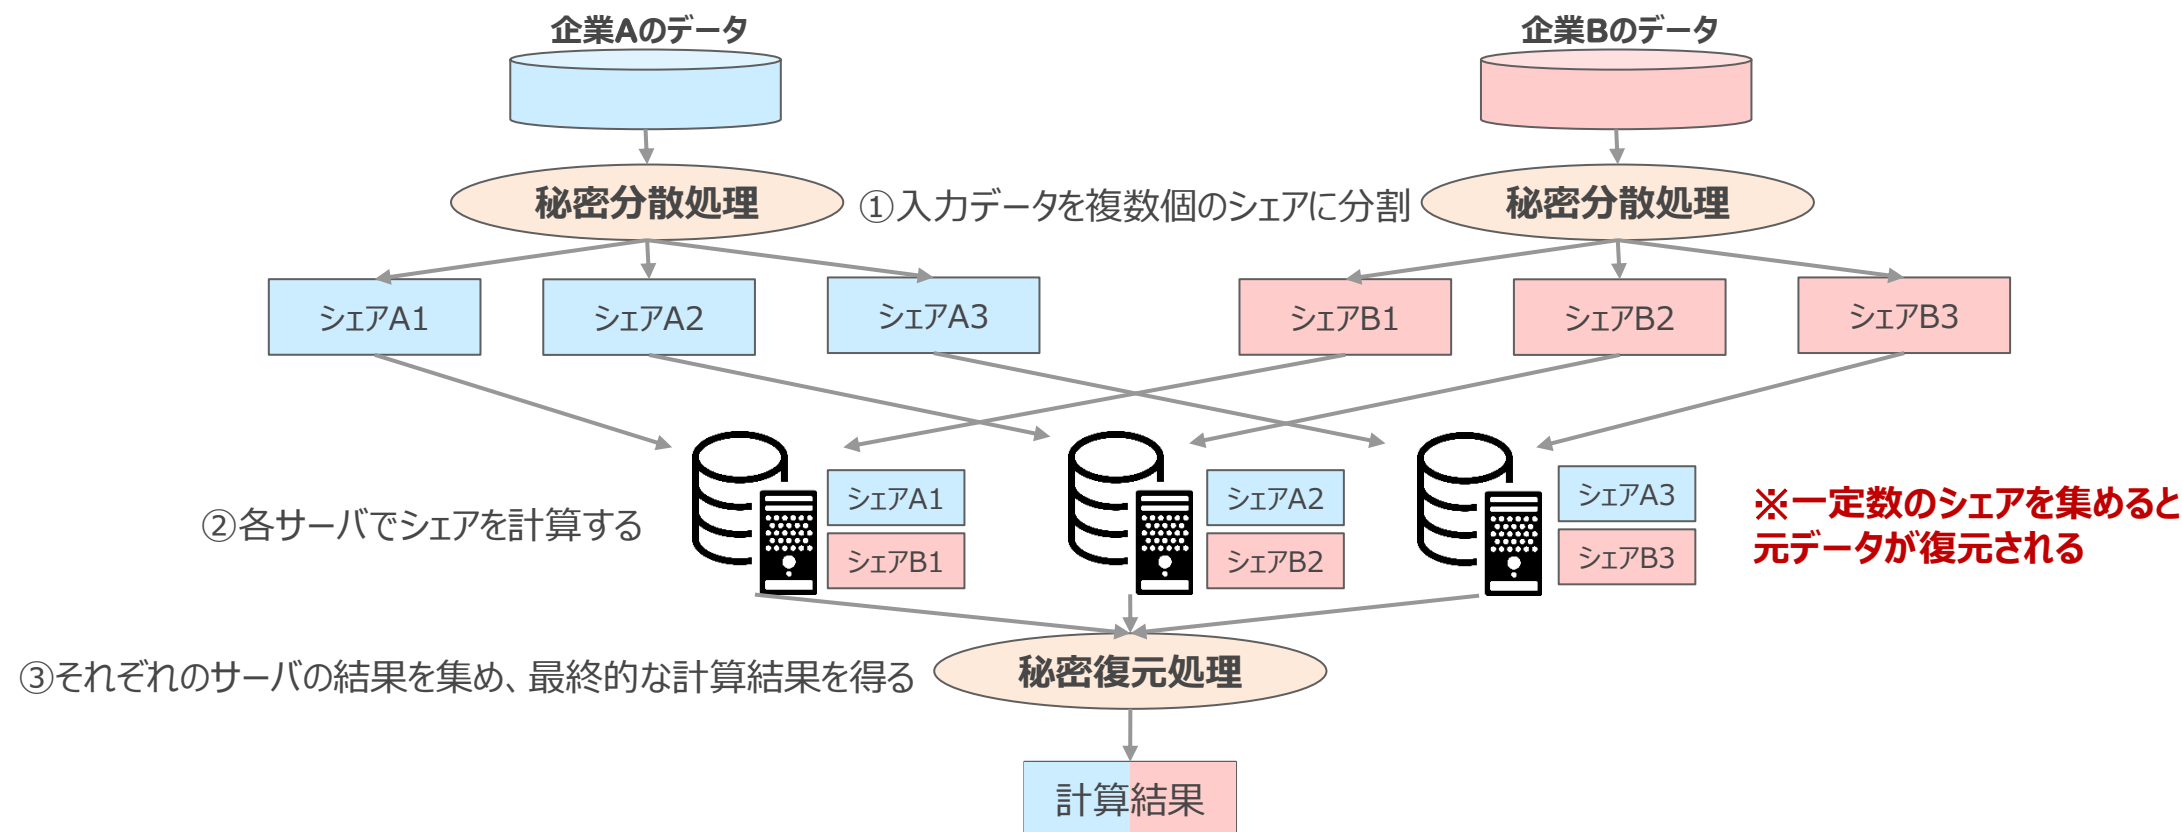 企業Aのデータ
企業Bのデータ
秘密分散処理
①入力データを複数個のシェアに分割
秘密分散処理
シェアA1
シェアA2
シェアA3
シェアB1
シェアB2
シェアB3
②各サーバでシェアを計算する
シェアA1
シェアB1
シェアA2
シェアB2
シェアA3
シェアB3
※一定数のシェアを集めると
元データが復元される
③それぞれのサーバの結果を集め、最終的な計算結果を得る
秘密復元処理
計算結果